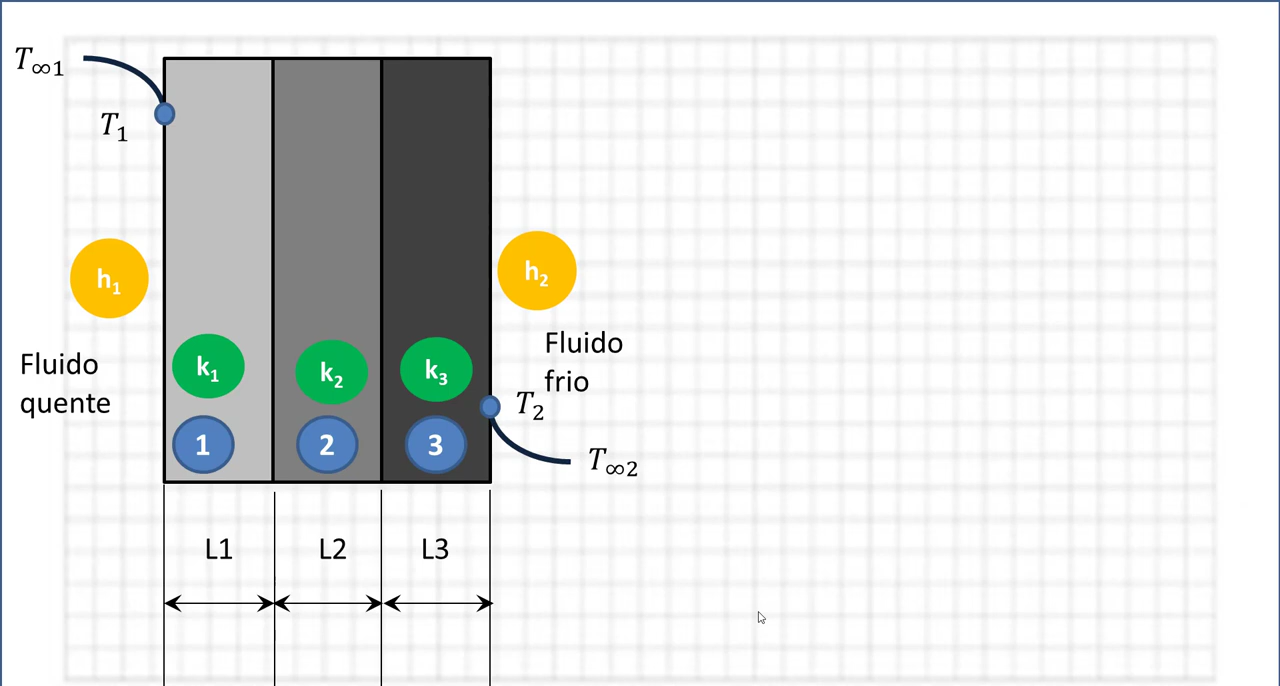 T∞1
T1
h1
h2
Fluido
quente
Fluido
frio
k1
k2
k3
T2
1
2
3
T∞2
L1
L2
L3